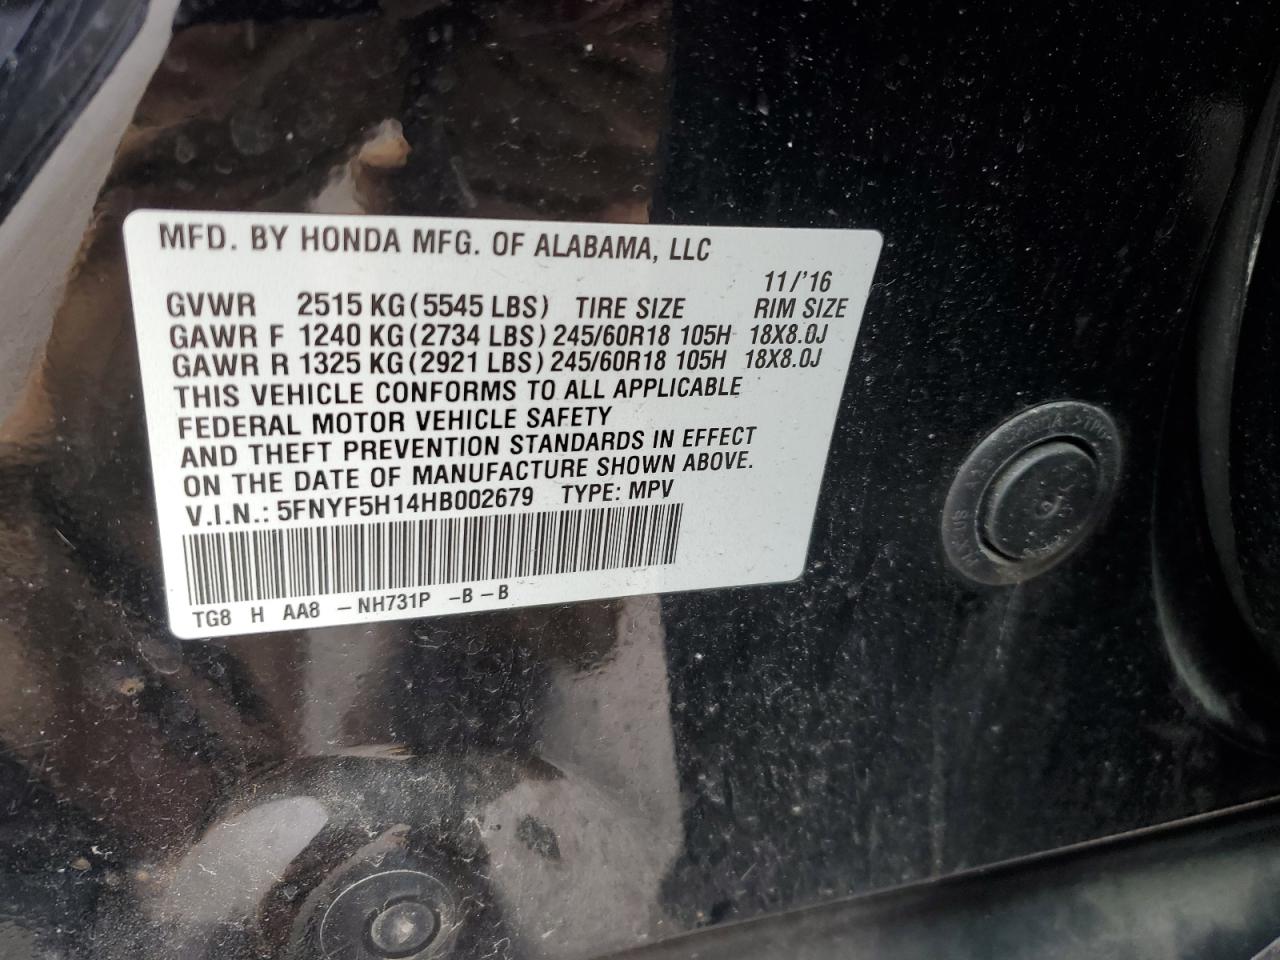 MFD. BY HONDA MFG. OF ALABAMA, LLC
11/'16
GVWR 2515 KG (5545 LBS) TIRE SIZE RIM SIZE
GAWR F 1240 KG (2734 LBS) 245/60R18 105H 18X8.0J
GAWR R 1325 KG (2921 LBS) 245/60R18 105H 18X8.0J
THIS VEHICLE CONFORMS TO ALL APPLICABLE
FEDERAL MOTOR VEHICLE SAFETY
AND THEFT PREVENTION STANDARDS IN EFFECT
ON THE DATE OF MANUFACTURE SHOWN ABOVE.
V.I.N.: 5FNYF5H14HB002679 TYPE: MPV
TG8 H AA8 - NH731P - B - B